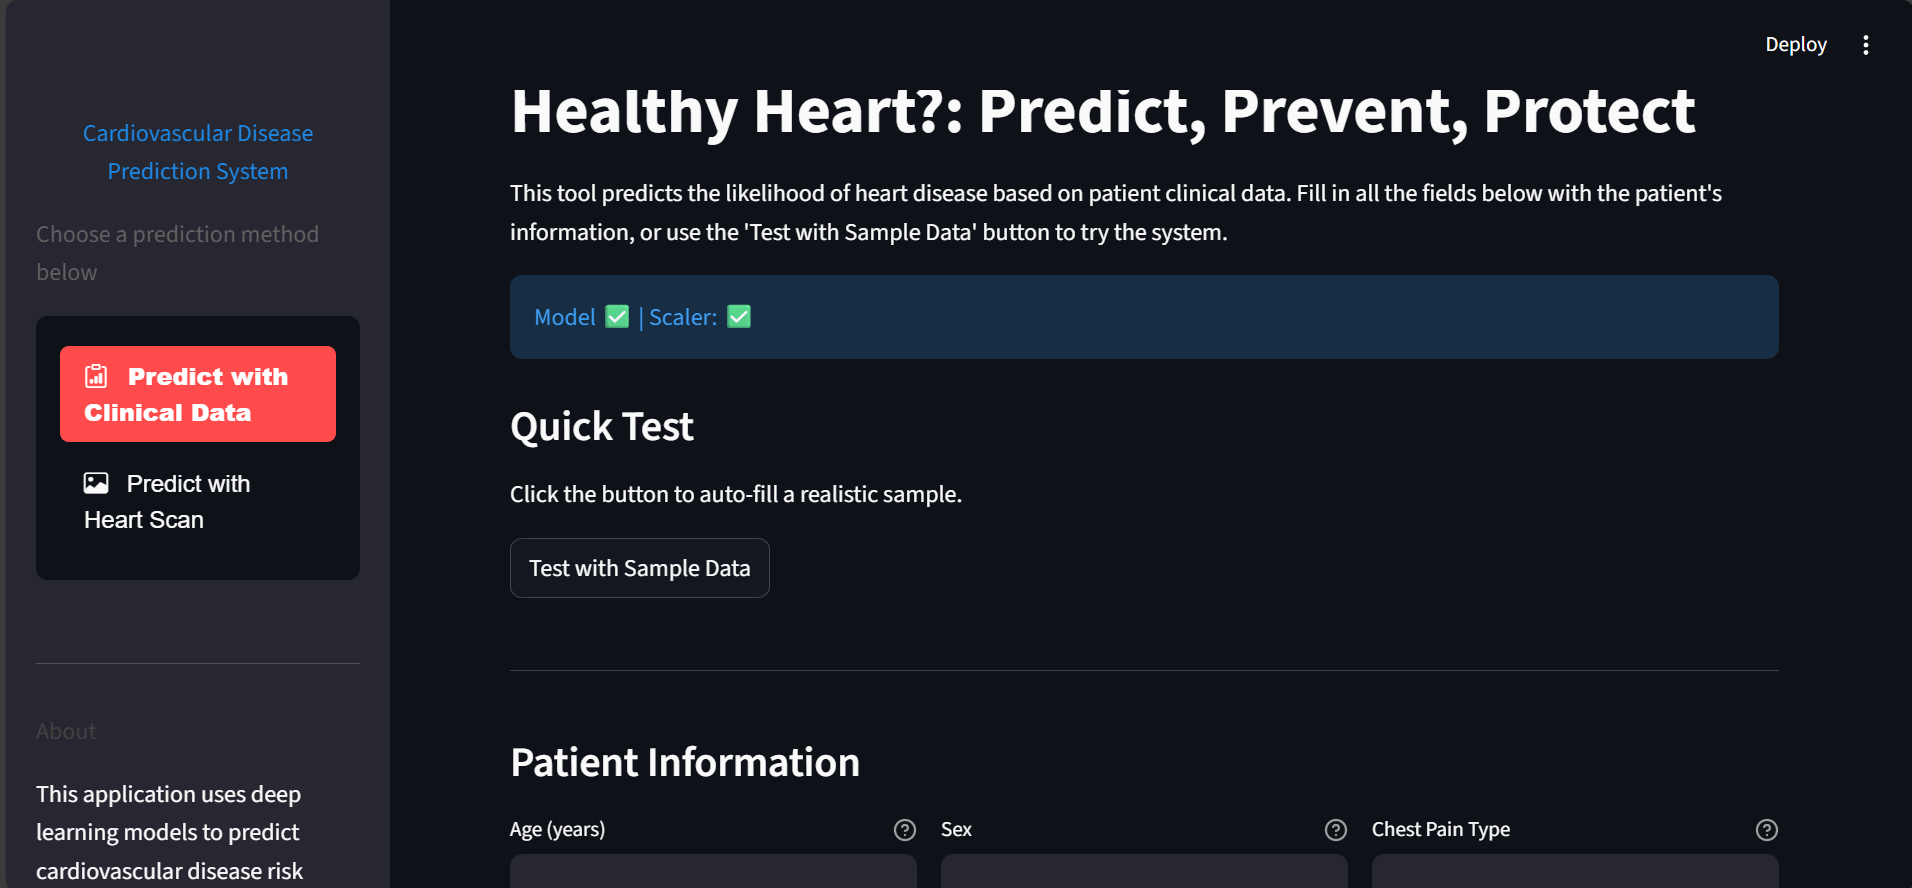 Deploy
Cardiovascular Disease
Prediction System
Choose a prediction method
below
Predict with
Clinical Data
Predict with
Heart Scan
About
This application uses deep
learning models to predict
cardiovascular disease risk
Healthy Heart?: Predict, Prevent, Protect
This tool predicts the likelihood of heart disease based on patient clinical data. Fill in all the fields below with the patient's
information, or use the 'Test with Sample Data' button to try the system.
Model ✅ | Scaler: ✅
Quick Test
Click the button to auto-fill a realistic sample.
Test with Sample Data
Patient Information
Age (years)
Sex
Chest Pain Type